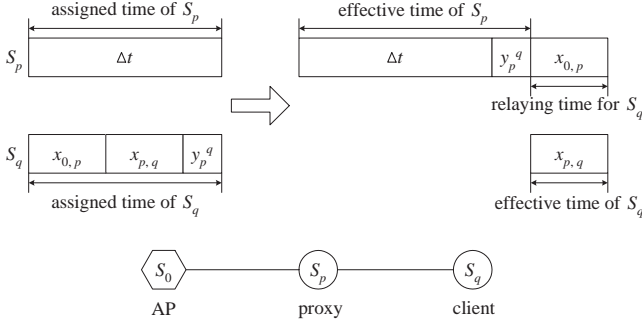 assigned time of S_p
effective time of S_p
S_p Δt
Δt y_p^q x_{0,p}
relaying time for S_q
S_q x_{0,p} x_{p,q} y_p^q
x_{p,q}
assigned time of S_q
effective time of S_q
S_0 S_p S_q
AP proxy client